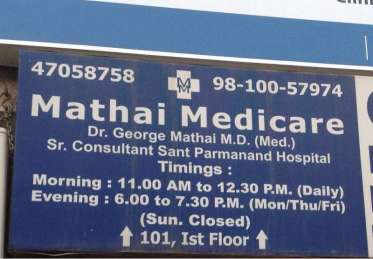 47058758 98-100-57974
Mathai Medicare
Dr. George Mathai M.D. (Med.)
Sr. Consultant Sant Parmanand Hospital
Timings :
Morning : 11.00 AM to 12.30 P.M. (Daily)
Evening : 6.00 to 7.30 P.M. (Mon/Thu/Fri)
(Sun. Closed)
101, Ist Floor